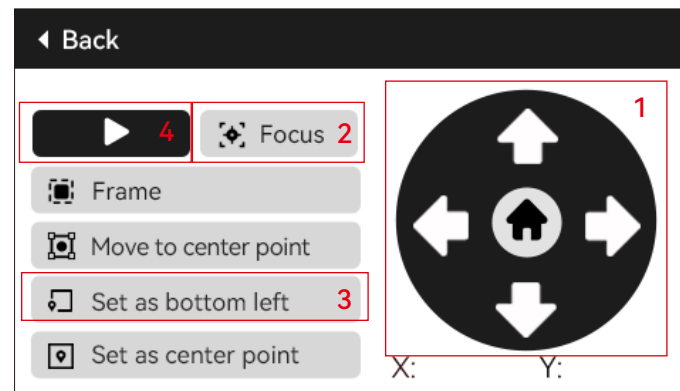 Back
4
Focus 2
1
Frame
Move to center point
Set as bottom left 3
Set as center point
X: Y: